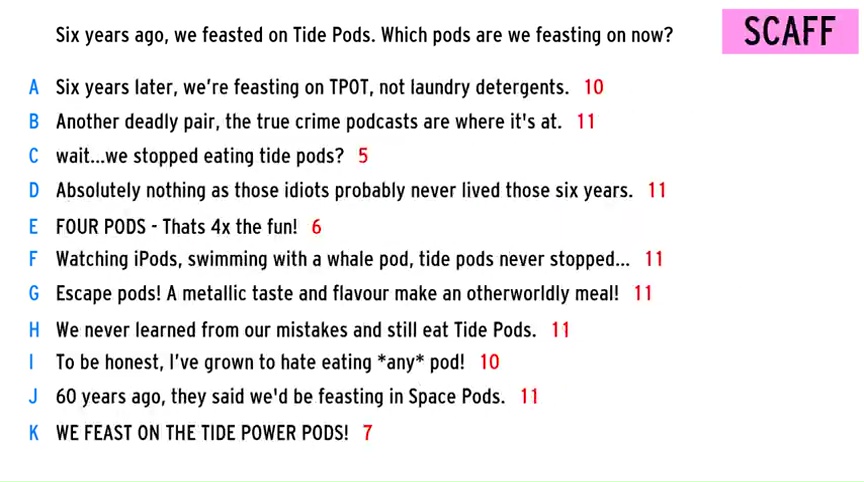 Six years ago, we feasted on Tide Pods. Which pods are we feasting on now?
SCAFF
A Six years later, we're feasting on TPOT, not laundry detergents. 10
B Another deadly pair, the true crime podcasts are where it's at. 11
C wait...we stopped eating tide pods? 5
D Absolutely nothing as those idiots probably never lived those six years. 11
E FOUR PODS - Thats 4x the fun! 6
F Watching iPods, swimming with a whale pod, tide pods never stopped... 11
G Escape pods! A metallic taste and flavour make an otherworldly meal! 11
H We never learned from our mistakes and still eat Tide Pods. 11
I To be honest, I've grown to hate eating *any* pod! 10
J 60 years ago, they said we'd be feasting in Space Pods. 11
K WE FEAST ON THE TIDE POWER PODS! 7